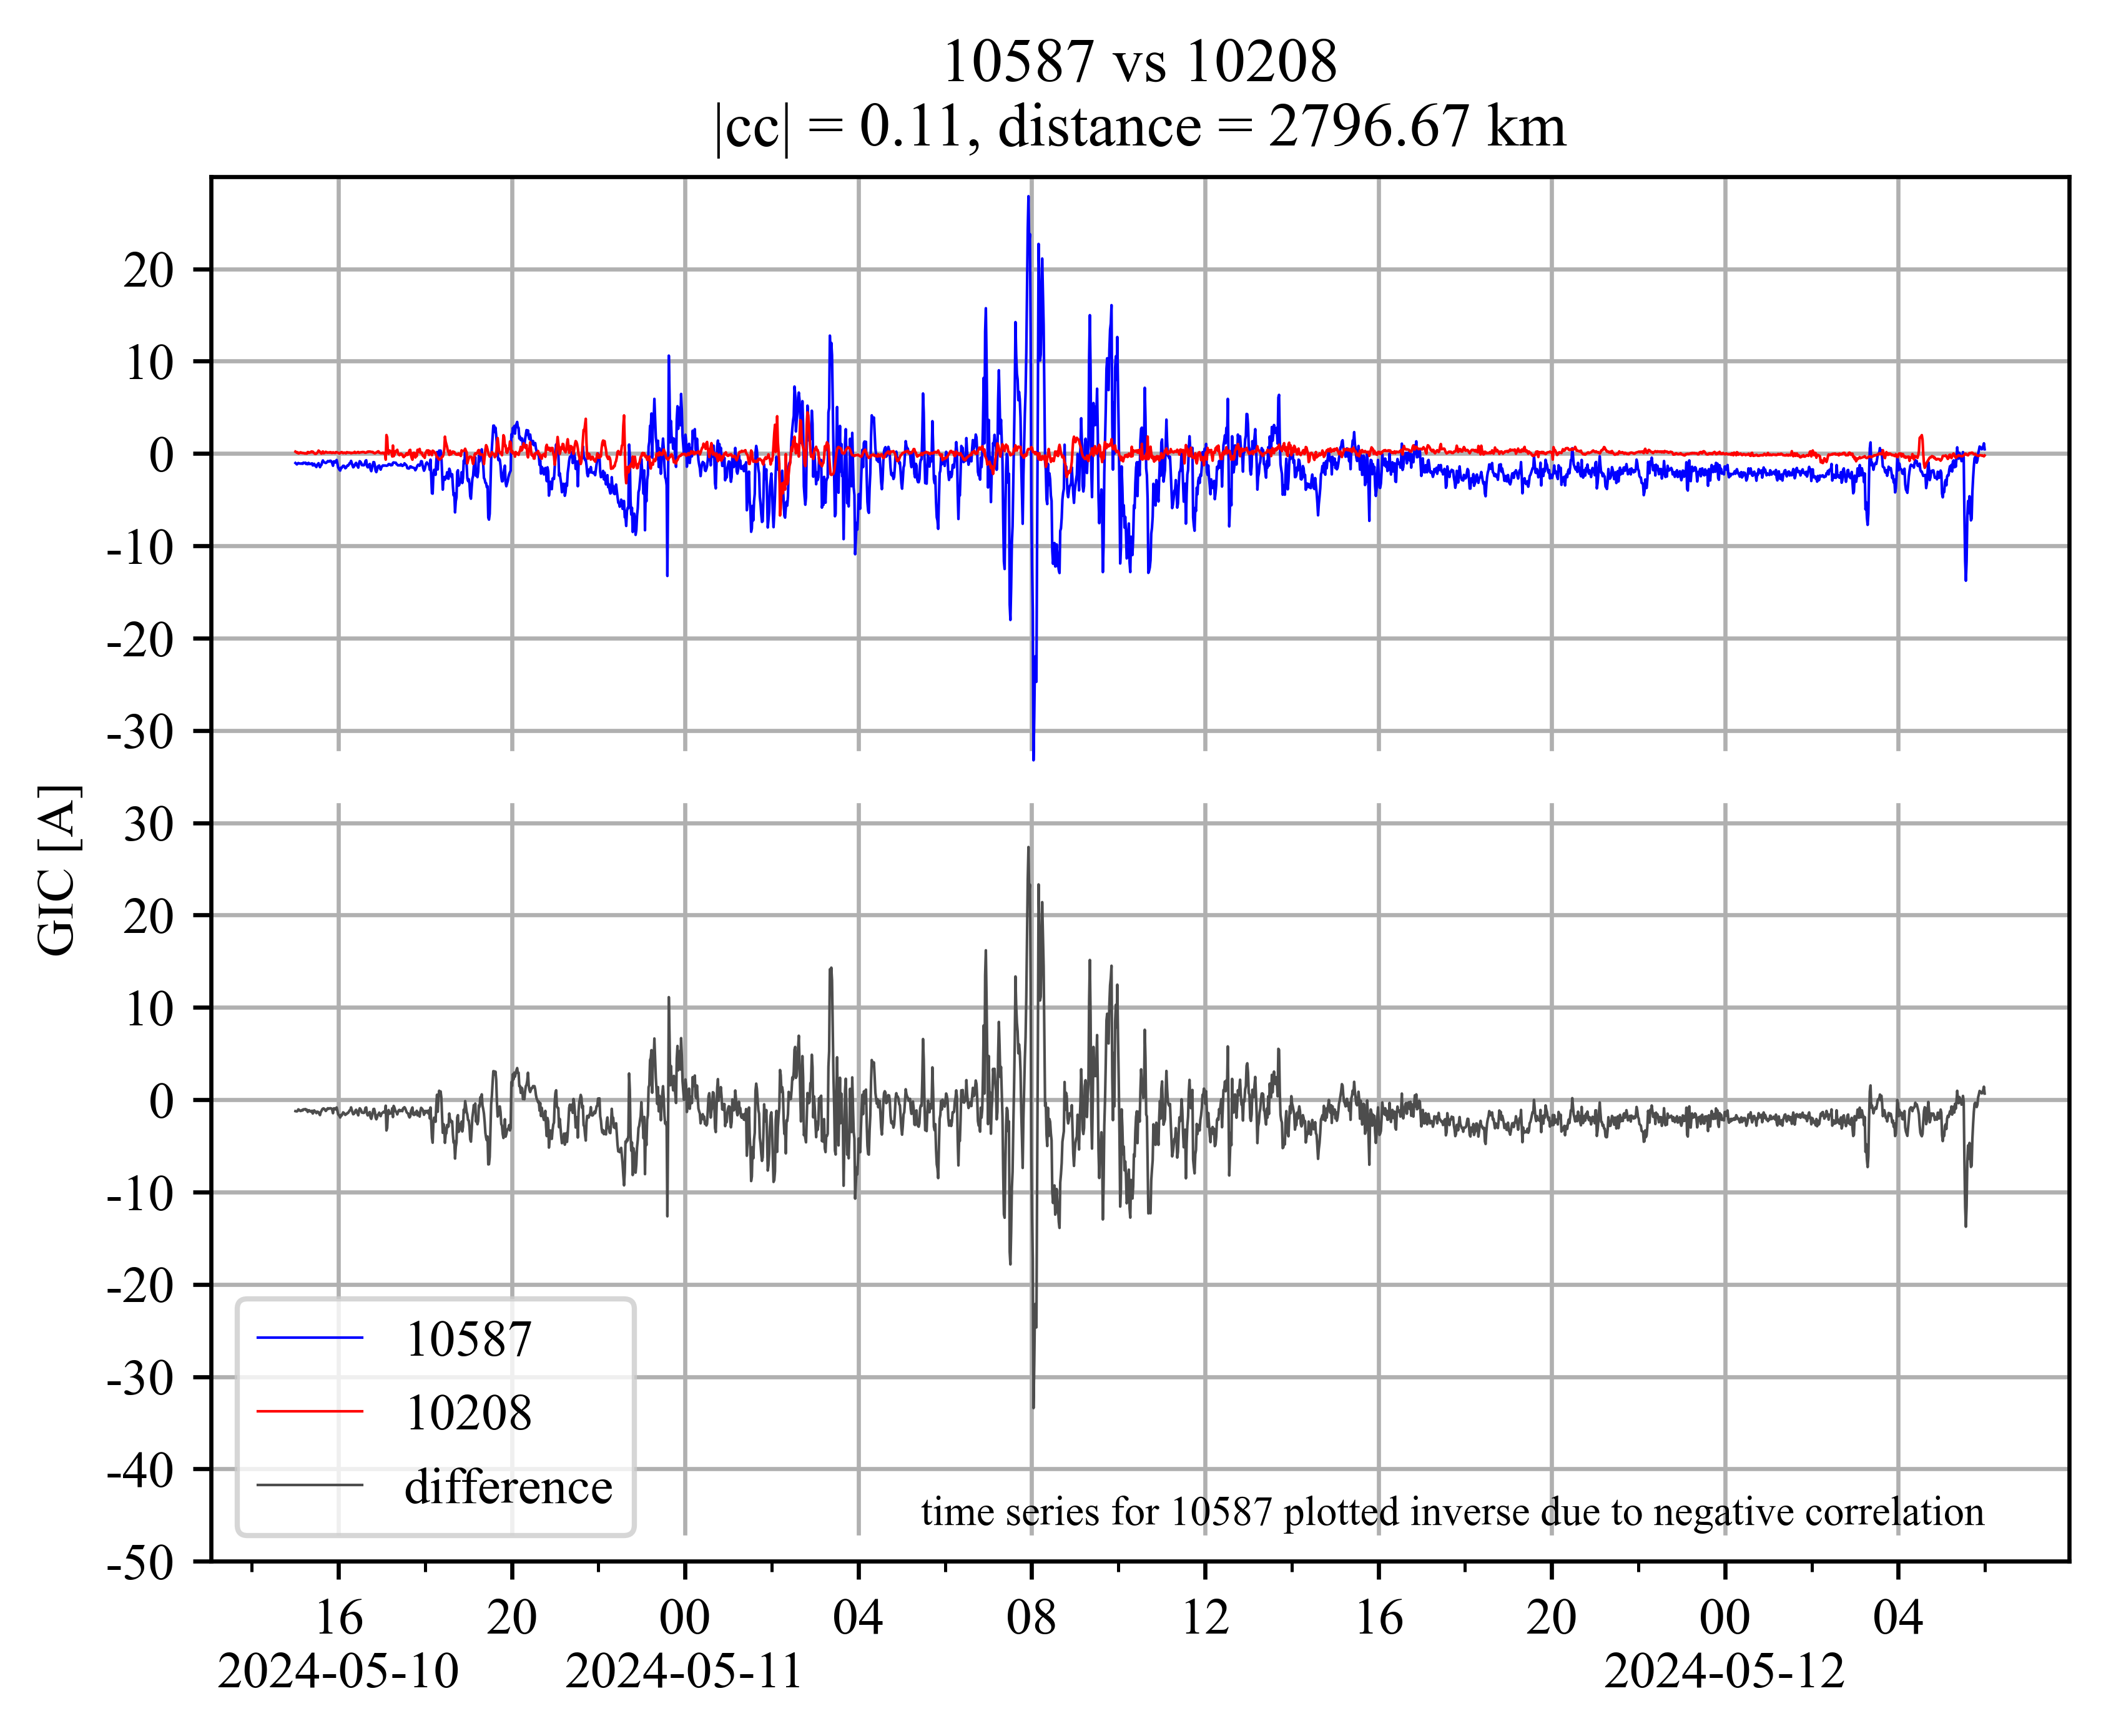 10587 vs 10208
|cc| = 0.11, distance = 2796.67 km
20
10
0
-10
-20
-30
30
20
10
0
-10
-20
-30
-40
-50
GIC [A]
10587
10208
difference
time series for 10587 plotted inverse due to negative correlation
16 20 00 04 08 12 16 20 00 04
2024-05-10 2024-05-11 2024-05-12